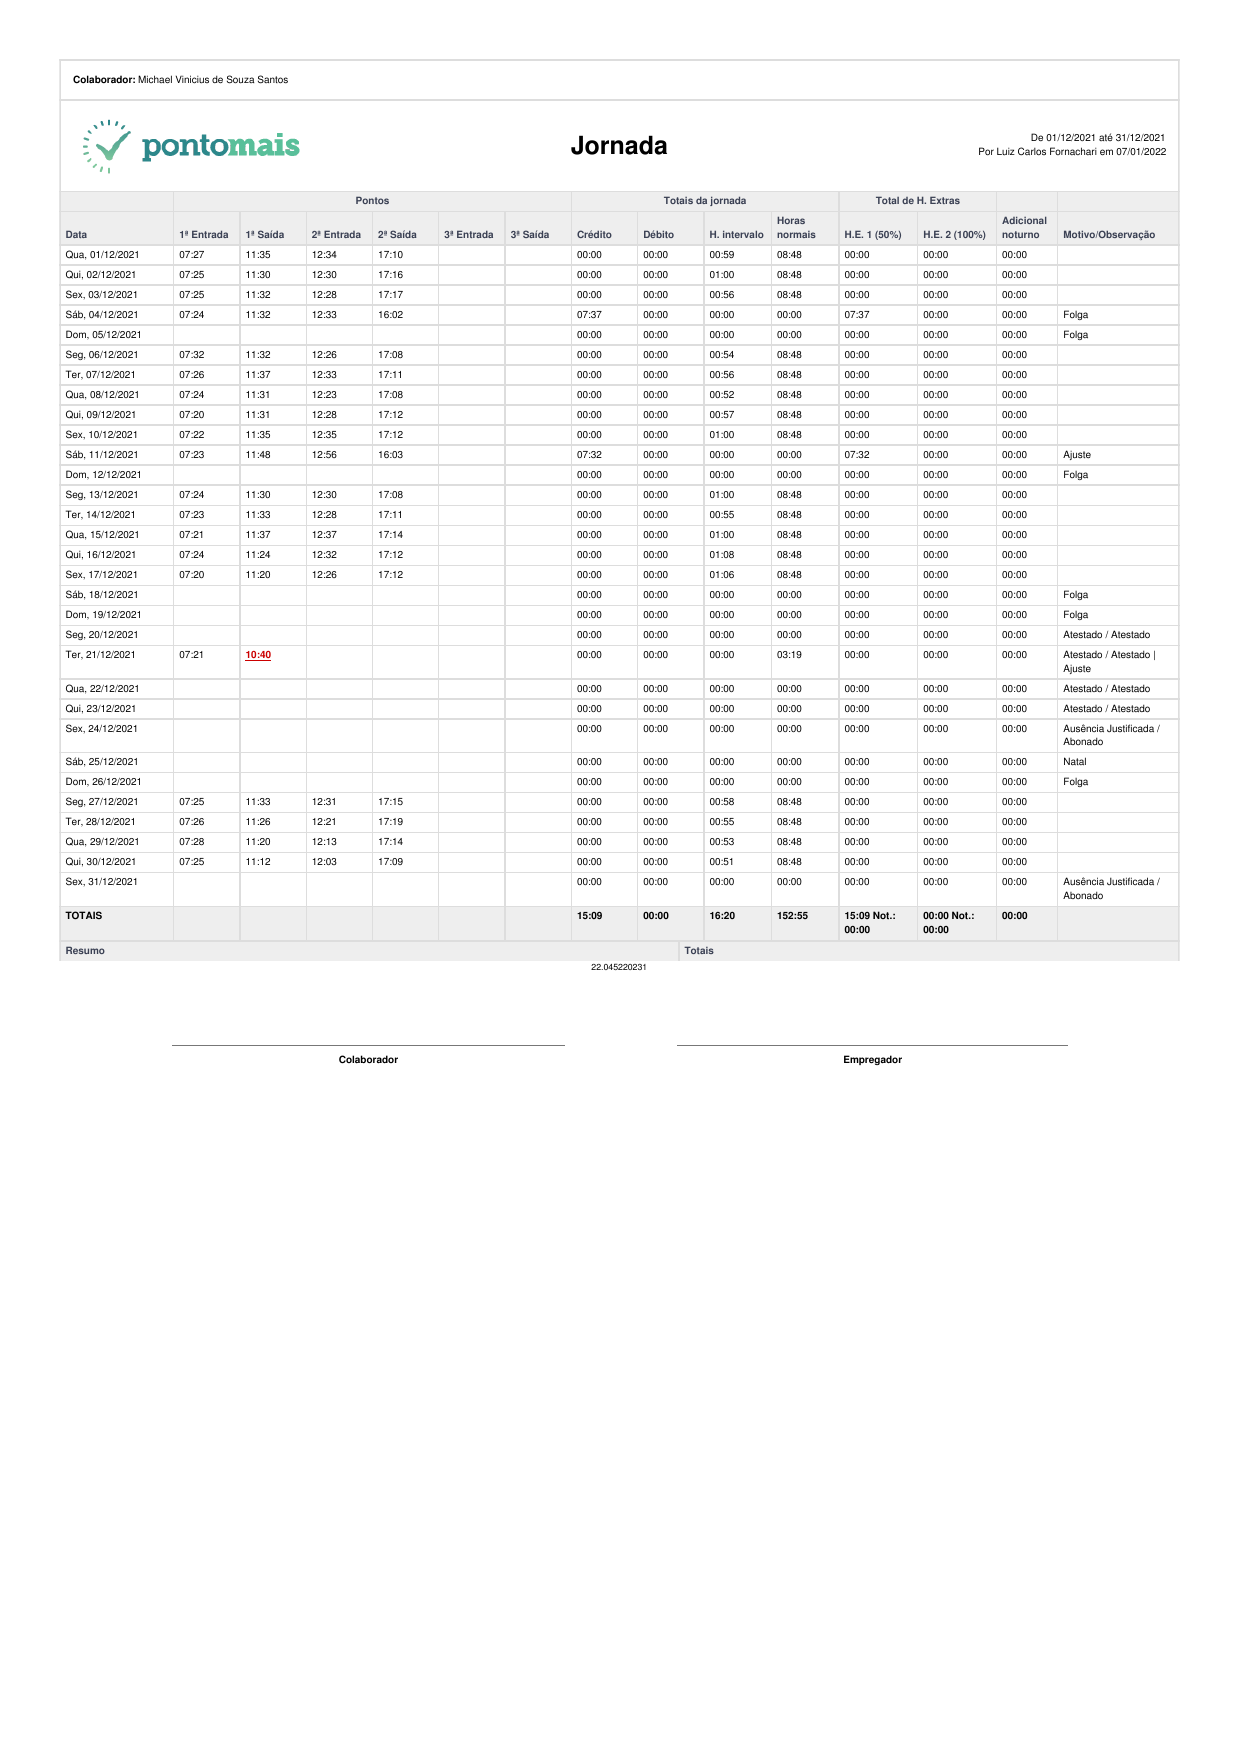 Colaborador: Michael Vinicius de Souza Santos
pontomais
Jornada
De 01/12/2021 até 31/12/2021
Por Luiz Carlos Fornachari em 07/01/2022
Pontos Totais da jornada Total de H. Extras
Data 1ª Entrada 1ª Saída 2ª Entrada 2ª Saída 3ª Entrada 3ª Saída Crédito Débito H. intervalo Horas normais H.E. 1 (50%) H.E. 2 (100%) Adicional noturno Motivo/Observação
Qua, 01/12/2021 07:27 11:35 12:34 17:10 00:00 00:00 00:59 08:48 00:00 00:00 00:00
Qui, 02/12/2021 07:25 11:30 12:30 17:16 00:00 00:00 01:00 08:48 00:00 00:00 00:00
Sex, 03/12/2021 07:25 11:32 12:28 17:17 00:00 00:00 00:56 08:48 00:00 00:00 00:00
Sáb, 04/12/2021 07:24 11:32 12:33 16:02 07:37 00:00 00:00 00:00 07:37 00:00 00:00 Folga
Dom, 05/12/2021 00:00 00:00 00:00 00:00 00:00 00:00 00:00 Folga
Seg, 06/12/2021 07:32 11:32 12:26 17:08 00:00 00:00 00:54 08:48 00:00 00:00 00:00
Ter, 07/12/2021 07:26 11:37 12:33 17:11 00:00 00:00 00:56 08:48 00:00 00:00 00:00
Qua, 08/12/2021 07:24 11:31 12:23 17:08 00:00 00:00 00:52 08:48 00:00 00:00 00:00
Qui, 09/12/2021 07:20 11:31 12:28 17:12 00:00 00:00 00:57 08:48 00:00 00:00 00:00
Sex, 10/12/2021 07:22 11:35 12:35 17:12 00:00 00:00 01:00 08:48 00:00 00:00 00:00
Sáb, 11/12/2021 07:23 11:48 12:56 16:03 07:32 00:00 00:00 00:00 07:32 00:00 00:00 Ajuste
Dom, 12/12/2021 00:00 00:00 00:00 00:00 00:00 00:00 00:00 Folga
Seg, 13/12/2021 07:24 11:30 12:30 17:08 00:00 00:00 01:00 08:48 00:00 00:00 00:00
Ter, 14/12/2021 07:23 11:33 12:28 17:11 00:00 00:00 00:55 08:48 00:00 00:00 00:00
Qua, 15/12/2021 07:21 11:37 12:37 17:14 00:00 00:00 01:00 08:48 00:00 00:00 00:00
Qui, 16/12/2021 07:24 11:24 12:32 17:12 00:00 00:00 01:08 08:48 00:00 00:00 00:00
Sex, 17/12/2021 07:20 11:20 12:26 17:12 00:00 00:00 01:06 08:48 00:00 00:00 00:00
Sáb, 18/12/2021 00:00 00:00 00:00 00:00 00:00 00:00 00:00 Folga
Dom, 19/12/2021 00:00 00:00 00:00 00:00 00:00 00:00 00:00 Folga
Seg, 20/12/2021 00:00 00:00 00:00 00:00 00:00 00:00 00:00 Atestado / Atestado
Ter, 21/12/2021 07:21 10:40 00:00 00:00 00:00 03:19 00:00 00:00 00:00 Atestado / Atestado |
Ajuste
Qua, 22/12/2021 00:00 00:00 00:00 00:00 00:00 00:00 00:00 Atestado / Atestado
Qui, 23/12/2021 00:00 00:00 00:00 00:00 00:00 00:00 00:00 Atestado / Atestado
Sex, 24/12/2021 00:00 00:00 00:00 00:00 00:00 00:00 00:00 Ausência Justificada /
Abonado
Sáb, 25/12/2021 00:00 00:00 00:00 00:00 00:00 00:00 00:00 Natal
Dom, 26/12/2021 00:00 00:00 00:00 00:00 00:00 00:00 00:00 Folga
Seg, 27/12/2021 07:25 11:33 12:31 17:15 00:00 00:00 00:58 08:48 00:00 00:00 00:00
Ter, 28/12/2021 07:26 11:26 12:21 17:19 00:00 00:00 00:55 08:48 00:00 00:00 00:00
Qua, 29/12/2021 07:28 11:20 12:13 17:14 00:00 00:00 00:53 08:48 00:00 00:00 00:00
Qui, 30/12/2021 07:25 11:12 12:03 17:09 00:00 00:00 00:51 08:48 00:00 00:00 00:00
Sex, 31/12/2021 00:00 00:00 00:00 00:00 00:00 00:00 00:00 Ausência Justificada /
Abonado
TOTAIS 15:09 00:00 16:20 152:55 15:09 Not.: 00:00 00:00 Not.: 00:00 00:00
Resumo Totais
22.045220231
Colaborador Empregador